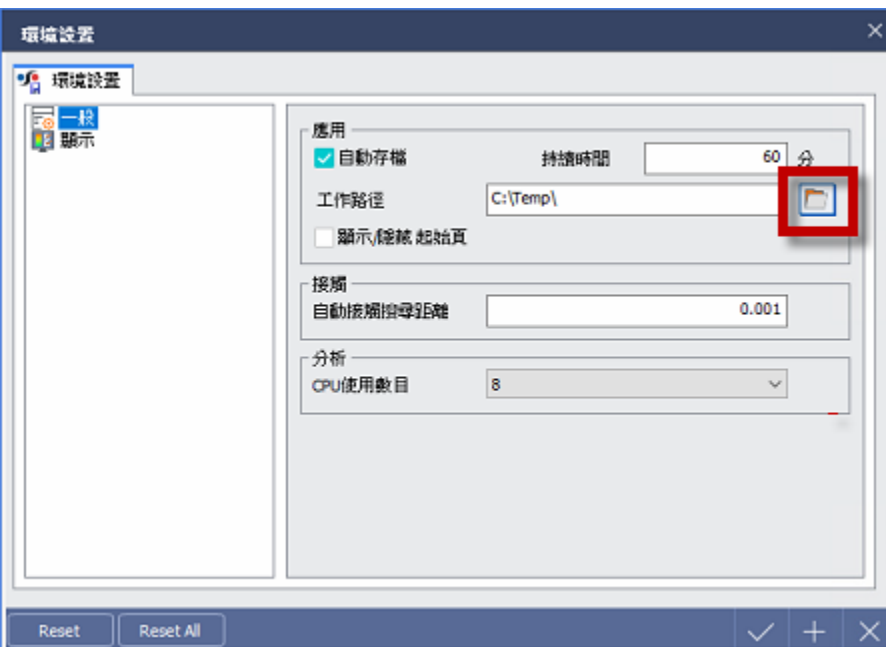 環境設置
環境設置
一般
顯示
應用
自動存檔 持續時間 60 分
工作路徑 C:\Temp\
顯示/隱藏 起始頁
接觸
自動接觸搜尋距離 0.001
分析
CPU使用數目 8
Reset Reset All